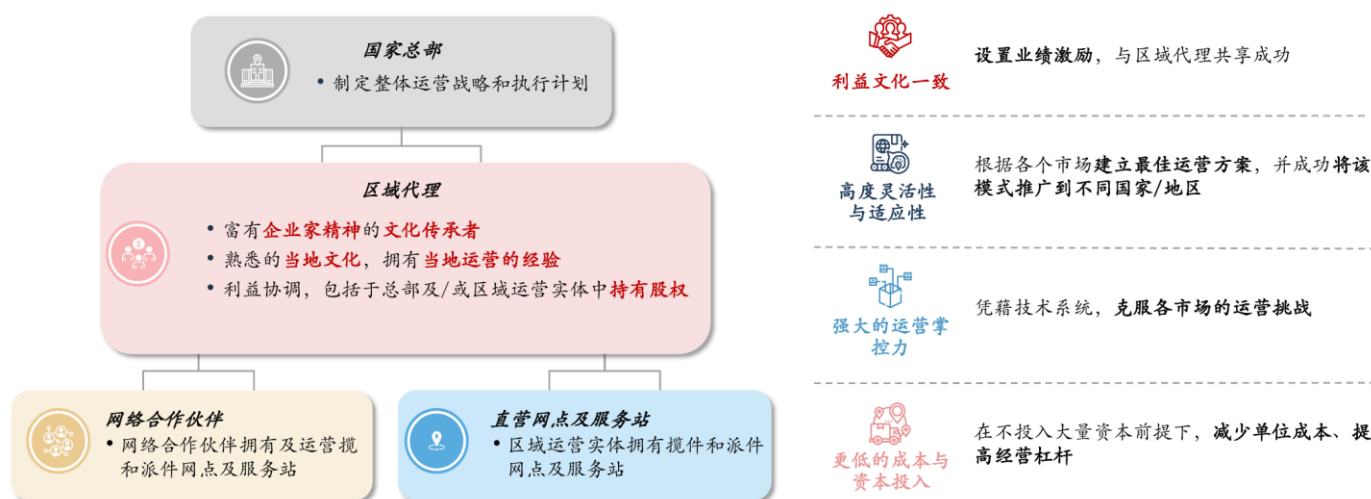 国家总部
• 制定整体运营战略和执行计划
区域代理
• 富有企业家精神的文化传承者
• 熟悉的当地文化，拥有当地运营的经验
• 利益协调，包括于总部及/或区域运营实体中持有股权
网络合作伙伴
• 网络合作伙伴拥有及运营揽
和派件网点及服务站
直营网点及服务站
• 区域运营实体拥有揽件和派件
网点及服务站
利益文化一致
设置业绩激励，与区域代理共享成功
高度灵活性
与适应性
根据各个市场建立最佳运营方案，并成功将该
模式推广到不同国家/地区
强大的运营掌
控力
凭藉技术系统，克服各市场的运营挑战
更低的成本与
资本投入
在不投入大量资本前提下，减少单位成本、提
高经营杠杆